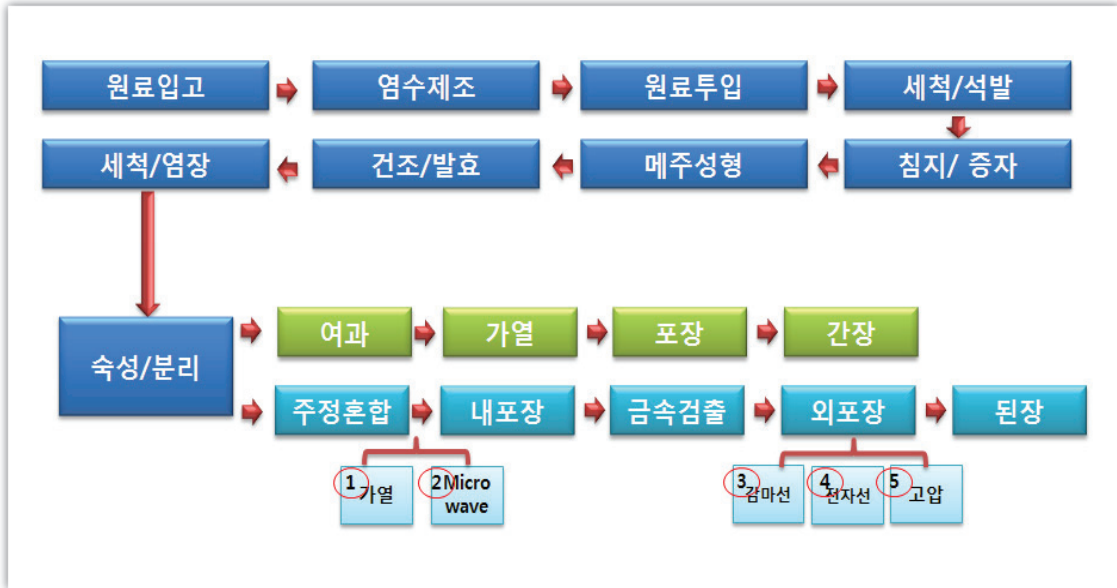 원료입고
염수제조
원료투입
세척/석발
침지/ 증자
메주성형
건조/발효
세척/염장
숙성/분리
여과
가열
포장
간장
주정혼합
내포장
금속검출
외포장
된장
1
가열
2 Micro
wave
3
감마선
4
전자선
5
고압